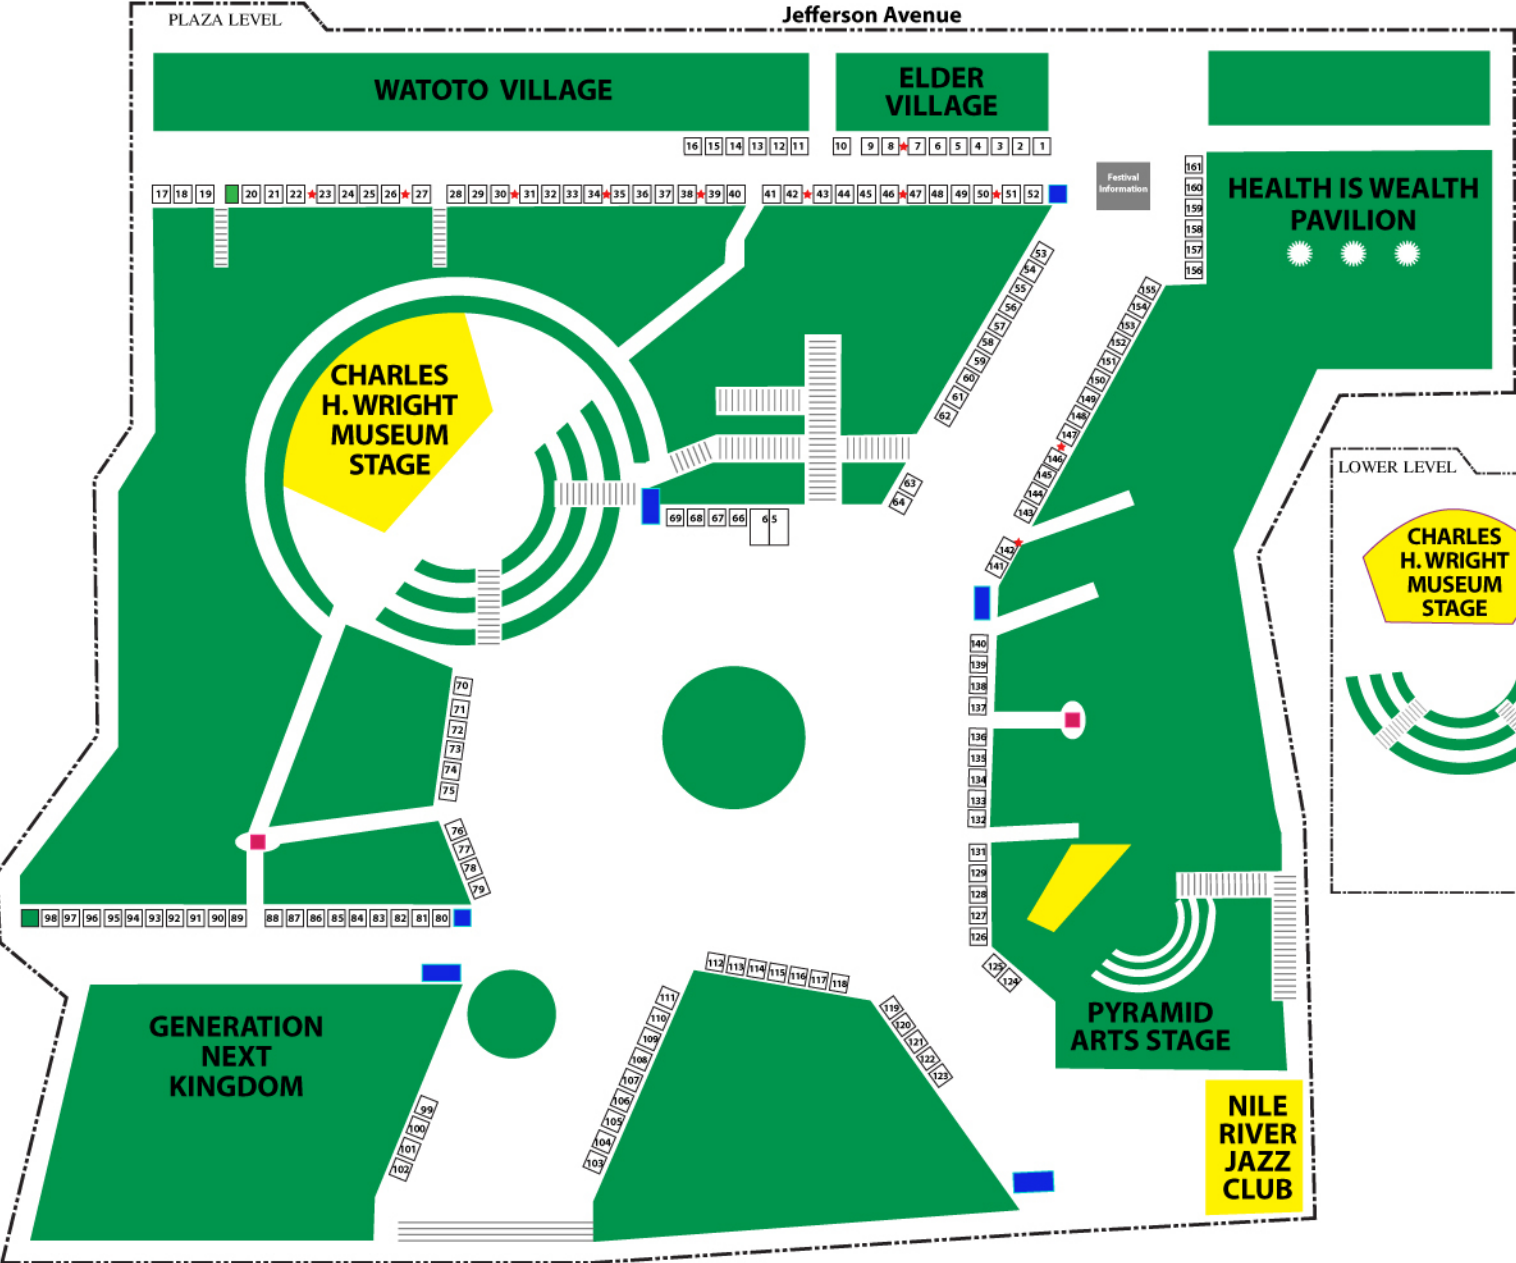 PLAZA LEVEL
Jefferson Avenue
WATOTO VILLAGE
ELDER
VILLAGE
16 15 14 13 12 11
10 9 8 7 6 5 4 3 2 1
17 18 19 20 21 22 23 24 25 26 27 28 29 30 31 32 33 34 35 36 37 38 39 40 41 42 43 44 45 46 47 48 49 50 51 52
Festival
Information
161
160
159
158
157
156
HEALTH IS WEALTH
PAVILION
53
54
55
56
57
58
59
60
61
62
63
64
155
154
153
152
151
150
149
148
147
146
145
144
143
142
141
CHARLES
H. WRIGHT
MUSEUM
STAGE
69 68 67 66 65
LOWER LEVEL
CHARLES
H. WRIGHT
MUSEUM
STAGE
140
139
138
137
136
135
134
133
132
131
129
128
127
126
125
124
70
71
72
73
74
75
76
77
78
79
98 97 96 95 94 93 92 91 90 89 88 87 86 85 84 83 82 81 80
112 113 114 115 116 117 118
119
120
121
122
123
111
110
109
108
107
106
105
104
103
GENERATION
NEXT
KINGDOM
99
100
101
102
PYRAMID
ARTS STAGE
NILE
RIVER
JAZZ
CLUB